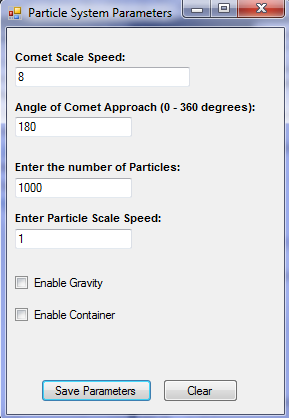 Particle System Parameters
Comet Scale Speed:
8
Angle of Comet Approach (0 - 360 degrees):
180
Enter the number of Particles:
1000
Enter Particle Scale Speed:
1
Enable Gravity
Enable Container
Save Parameters Clear